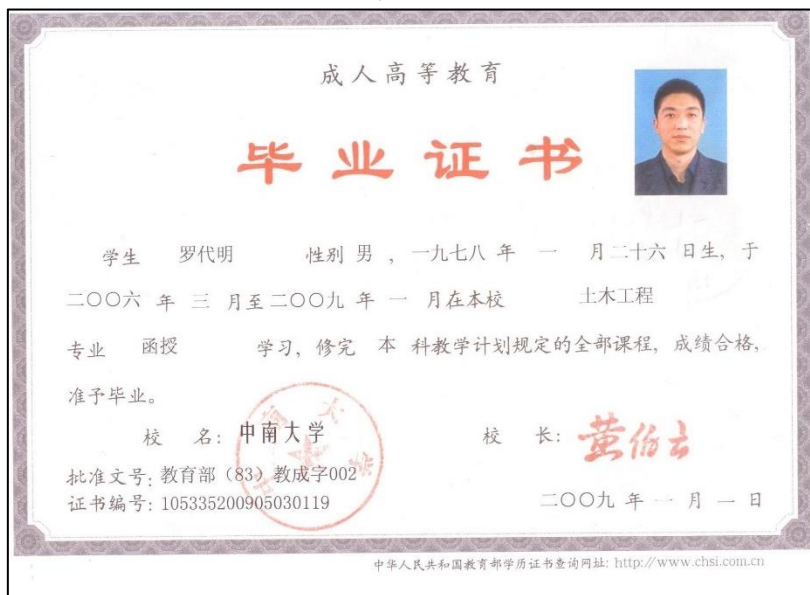 成人高等教育
毕业证书
学生 罗代明 性别 男 ，一九七八 年 一 月二十六 日生，于
二〇〇六 年 三 月至二〇〇九 年 一 月在本校 土木工程
专业 函授 学习，修完 本 科教学计划规定的全部课程，成绩合格，
准予毕业。
校 名：中南大学 校 长：黄伯云
批准文号：教育部（83）教成字002
证书编号：105335200905030119 二〇〇九 年 一 月 一 日
中华人民共和国教育部学历证书查询网址：http://www.chsi.com.cn